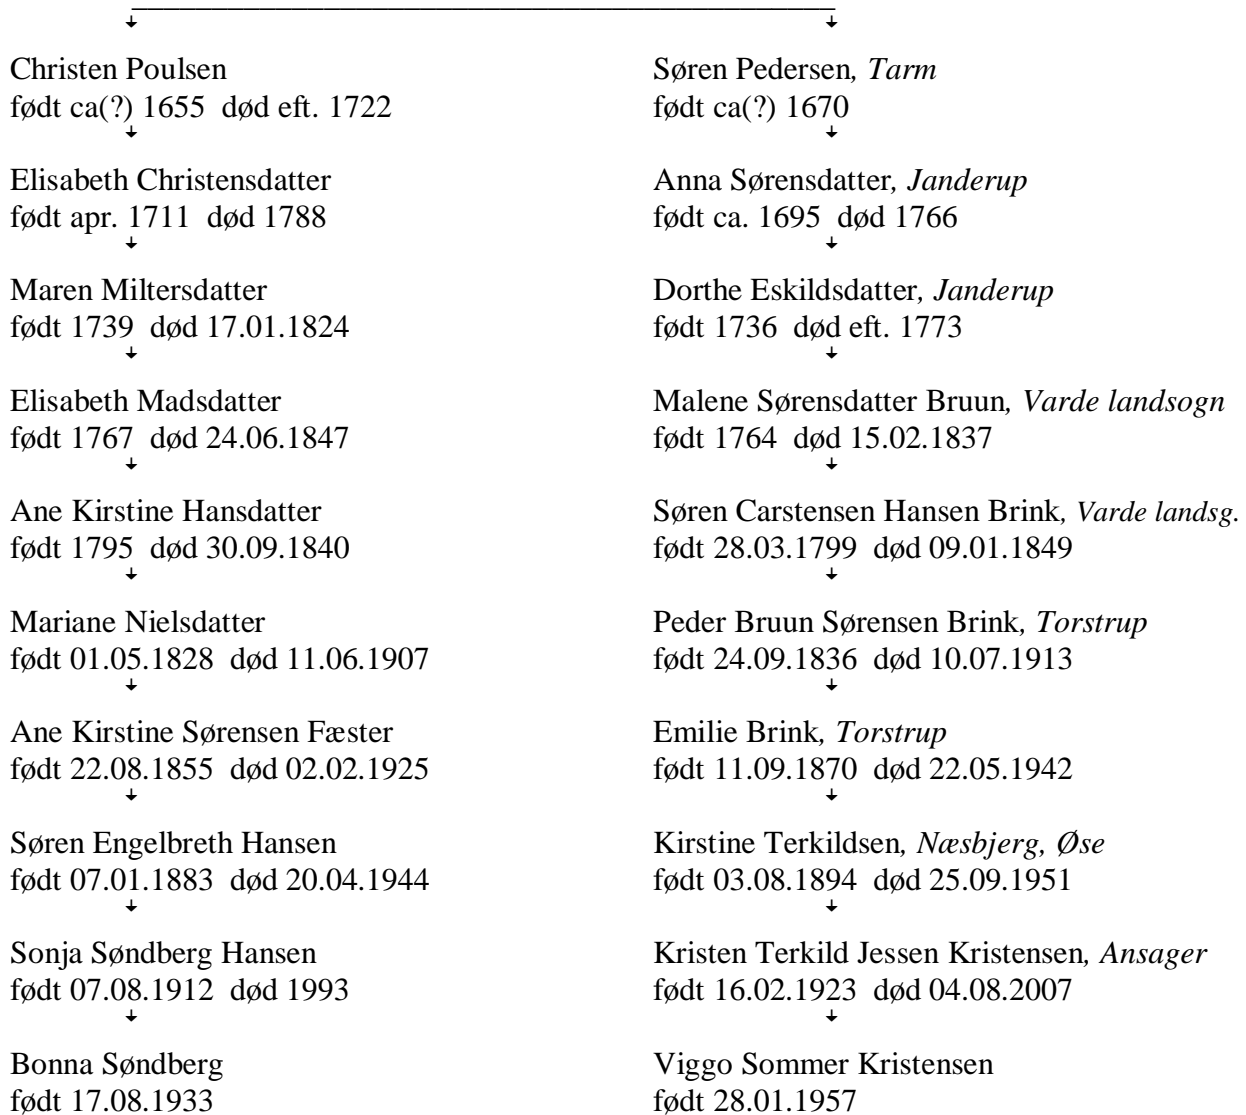 Christen Poulsen
født ca(?) 1655 død eft. 1722
Søren Pedersen, Tarm
født ca(?) 1670
Elisabeth Christensdatter
født apr. 1711 død 1788
Anna Sørensdatter, Janderup
født ca. 1695 død 1766
Maren Miltersdatter
født 1739 død 17.01.1824
Dorthe Eskildsdatter, Janderup
født 1736 død eft. 1773
Elisabeth Madsdatter
født 1767 død 24.06.1847
Malene Sørensdatter Bruun, Varde landsogn
født 1764 død 15.02.1837
Ane Kirstine Hansdatter
født 1795 død 30.09.1840
Søren Carstensen Hansen Brink, Varde landsg.
født 28.03.1799 død 09.01.1849
Mariane Nielsdatter
født 01.05.1828 død 11.06.1907
Peder Bruun Sørensen Brink, Torstrup
født 24.09.1836 død 10.07.1913
Ane Kirstine Sørensen Fæster
født 22.08.1855 død 02.02.1925
Emilie Brink, Torstrup
født 11.09.1870 død 22.05.1942
Søren Engelbreth Hansen
født 07.01.1883 død 20.04.1944
Kirstine Terkildsen, Næsbjerg, Øse
født 03.08.1894 død 25.09.1951
Sonja Søndberg Hansen
født 07.08.1912 død 1993
Kristen Terkild Jessen Kristensen, Ansager
født 16.02.1923 død 04.08.2007
Bonna Søndberg
født 17.08.1933
Viggo Sommer Kristensen
født 28.01.1957